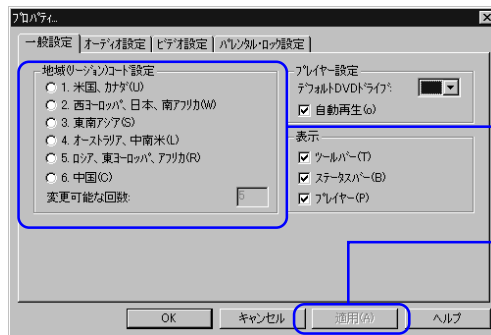 プロパティ...
一般設定 オーディオ設定 ビデオ設定 パレンタル・ロック設定
地域(リージョン)コード設定
1. 米国、カナダ(U)
2. 西ヨーロッパ、日本、南アフリカ(W)
3. 東南アジア(S)
4. オーストラリア、中南米(L)
5. ロシア、東ヨーロッパ、アフリカ(R)
6. 中国(C)
変更可能な回数: 5
プレイヤー設定
デフォルトDVDドライブ:
自動再生(o)
表示
ツールバー(T)
ステータスバー(B)
プレイヤー(P)
OK キャンセル 適用(A) ヘルプ